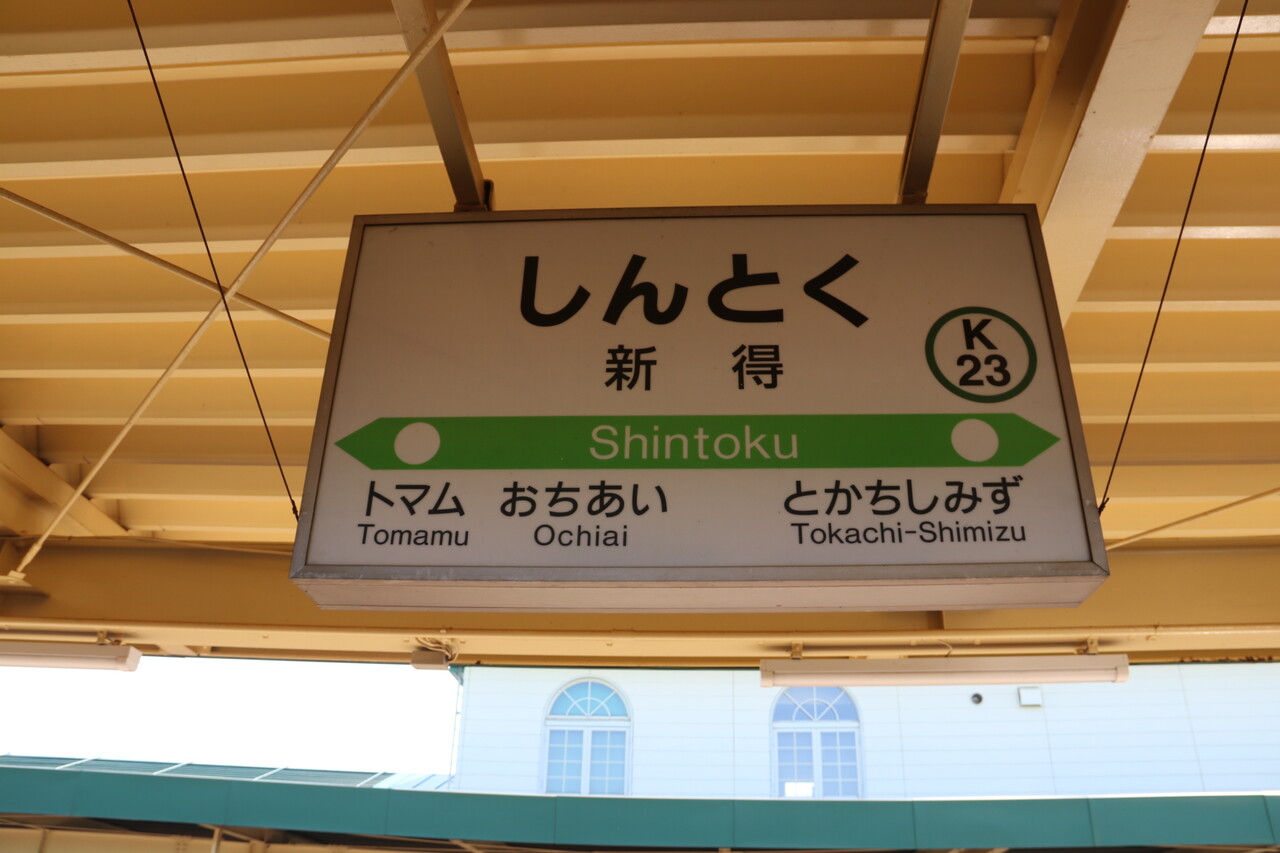 しんとく
新 得
K
23
Shintoku
トマム おちあい とかちしみず
Tomamu Ochiai Tokachi-Shimizu